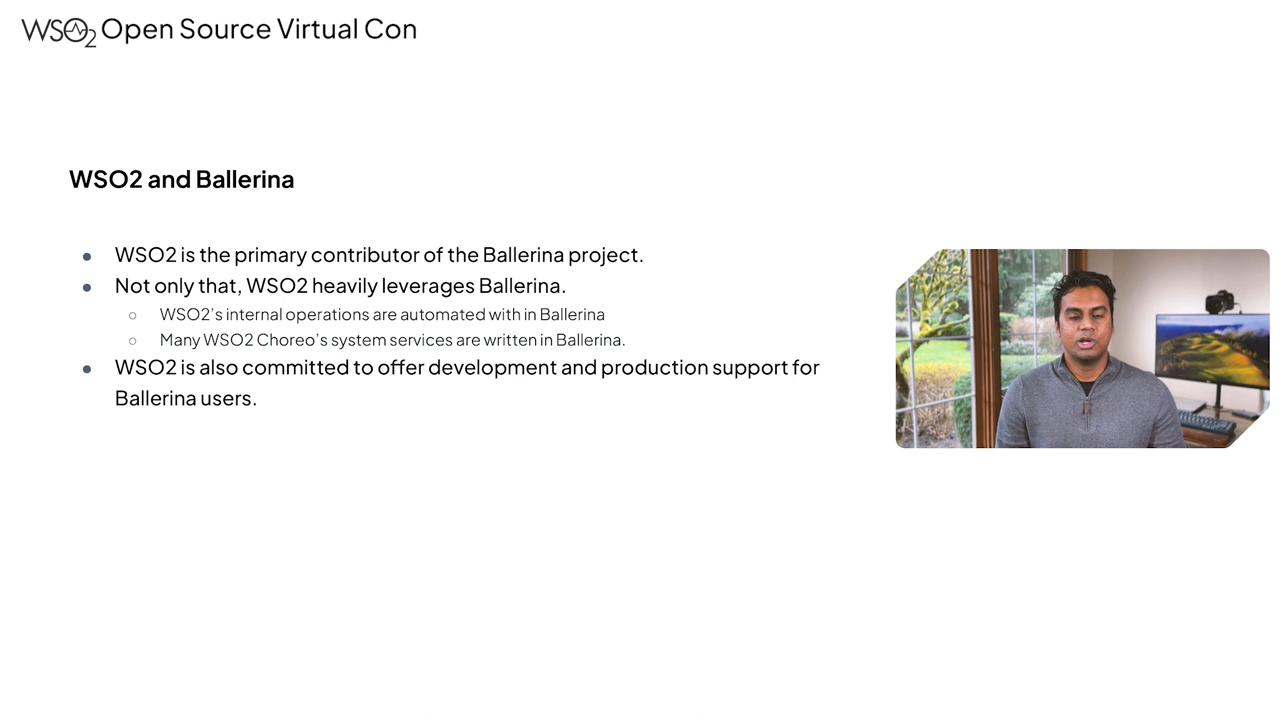 WSO2 Open Source Virtual Con
WSO2 and Ballerina
● WSO2 is the primary contributor of the Ballerina project.
● Not only that, WSO2 heavily leverages Ballerina.
○ WSO2's internal operations are automated with in Ballerina
○ Many WSO2 Choreo's system services are written in Ballerina.
● WSO2 is also committed to offer development and production support for
Ballerina users.